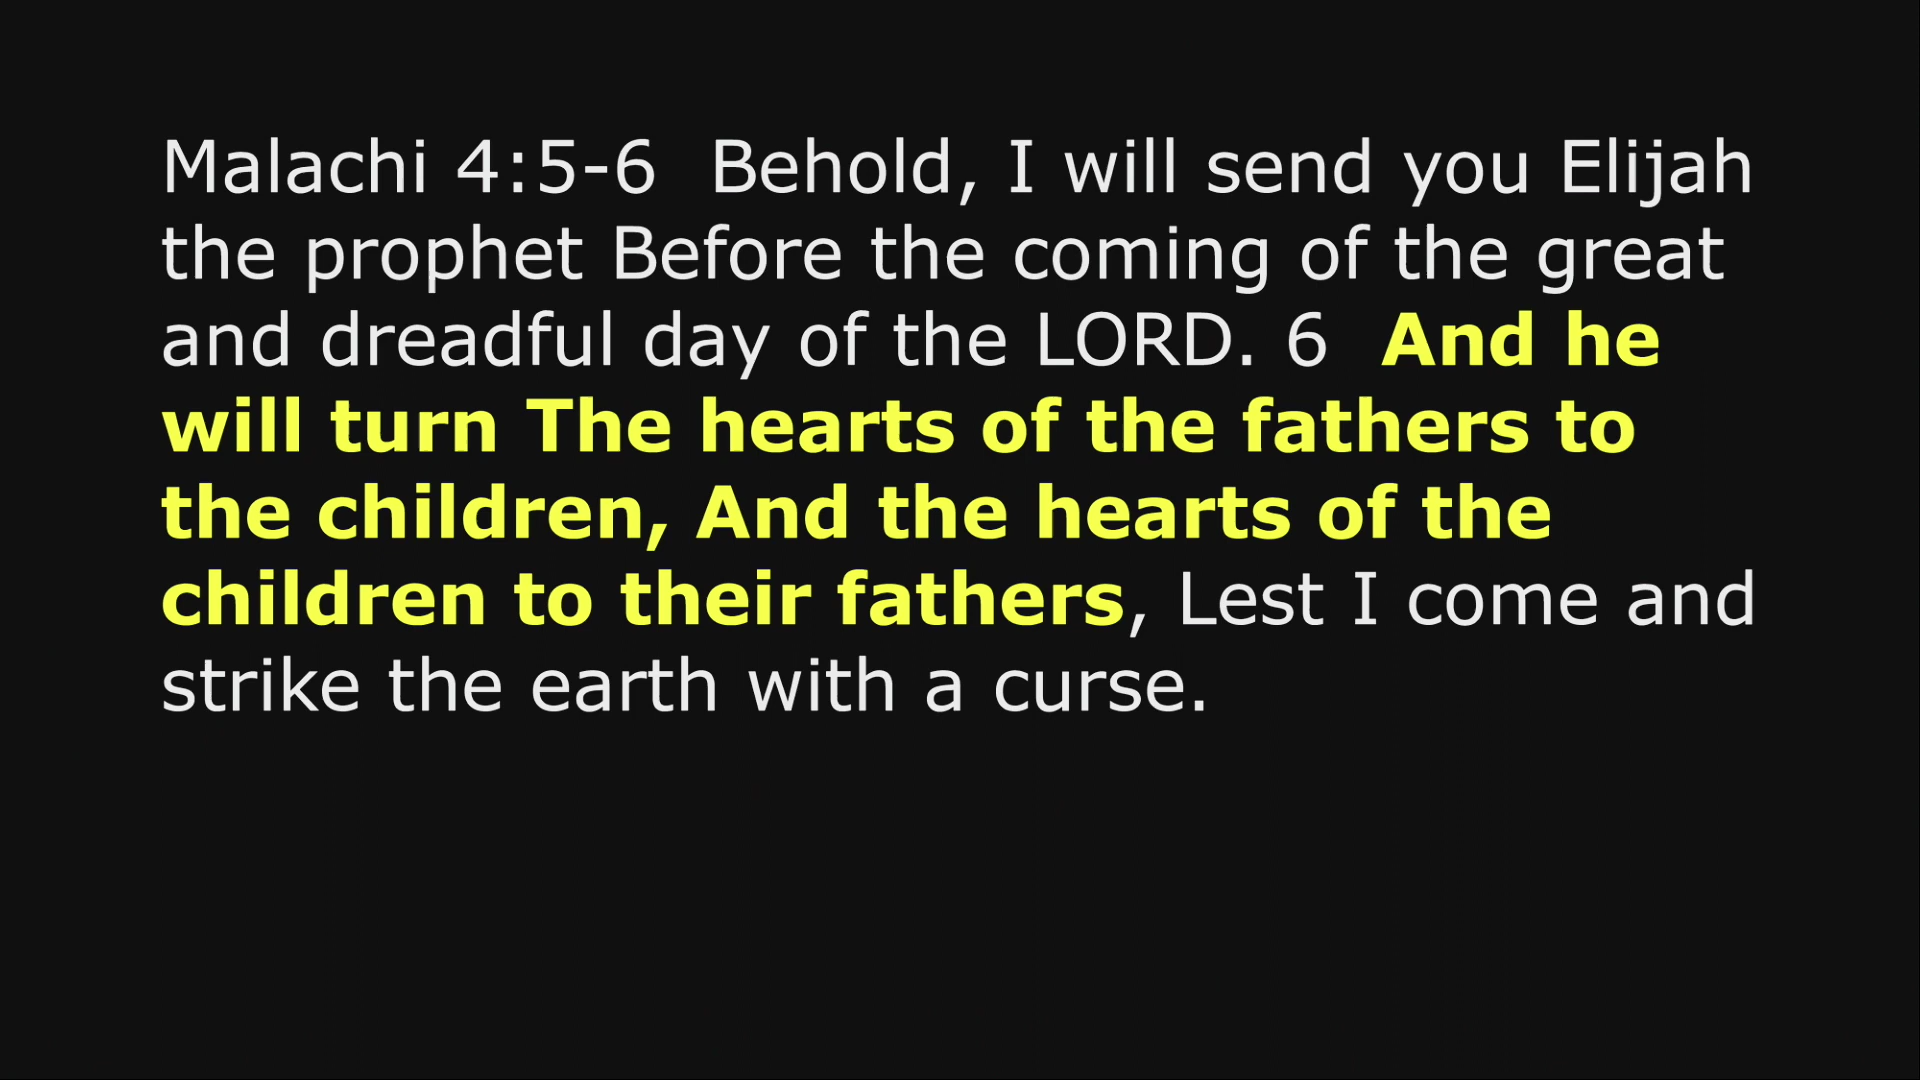 Malachi 4:5-6  Behold, I will send you Elijah
the prophet Before the coming of the great
and dreadful day of the LORD. 6  And he
will turn The hearts of the fathers to
the children, And the hearts of the
children to their fathers, Lest I come and
strike the earth with a curse.